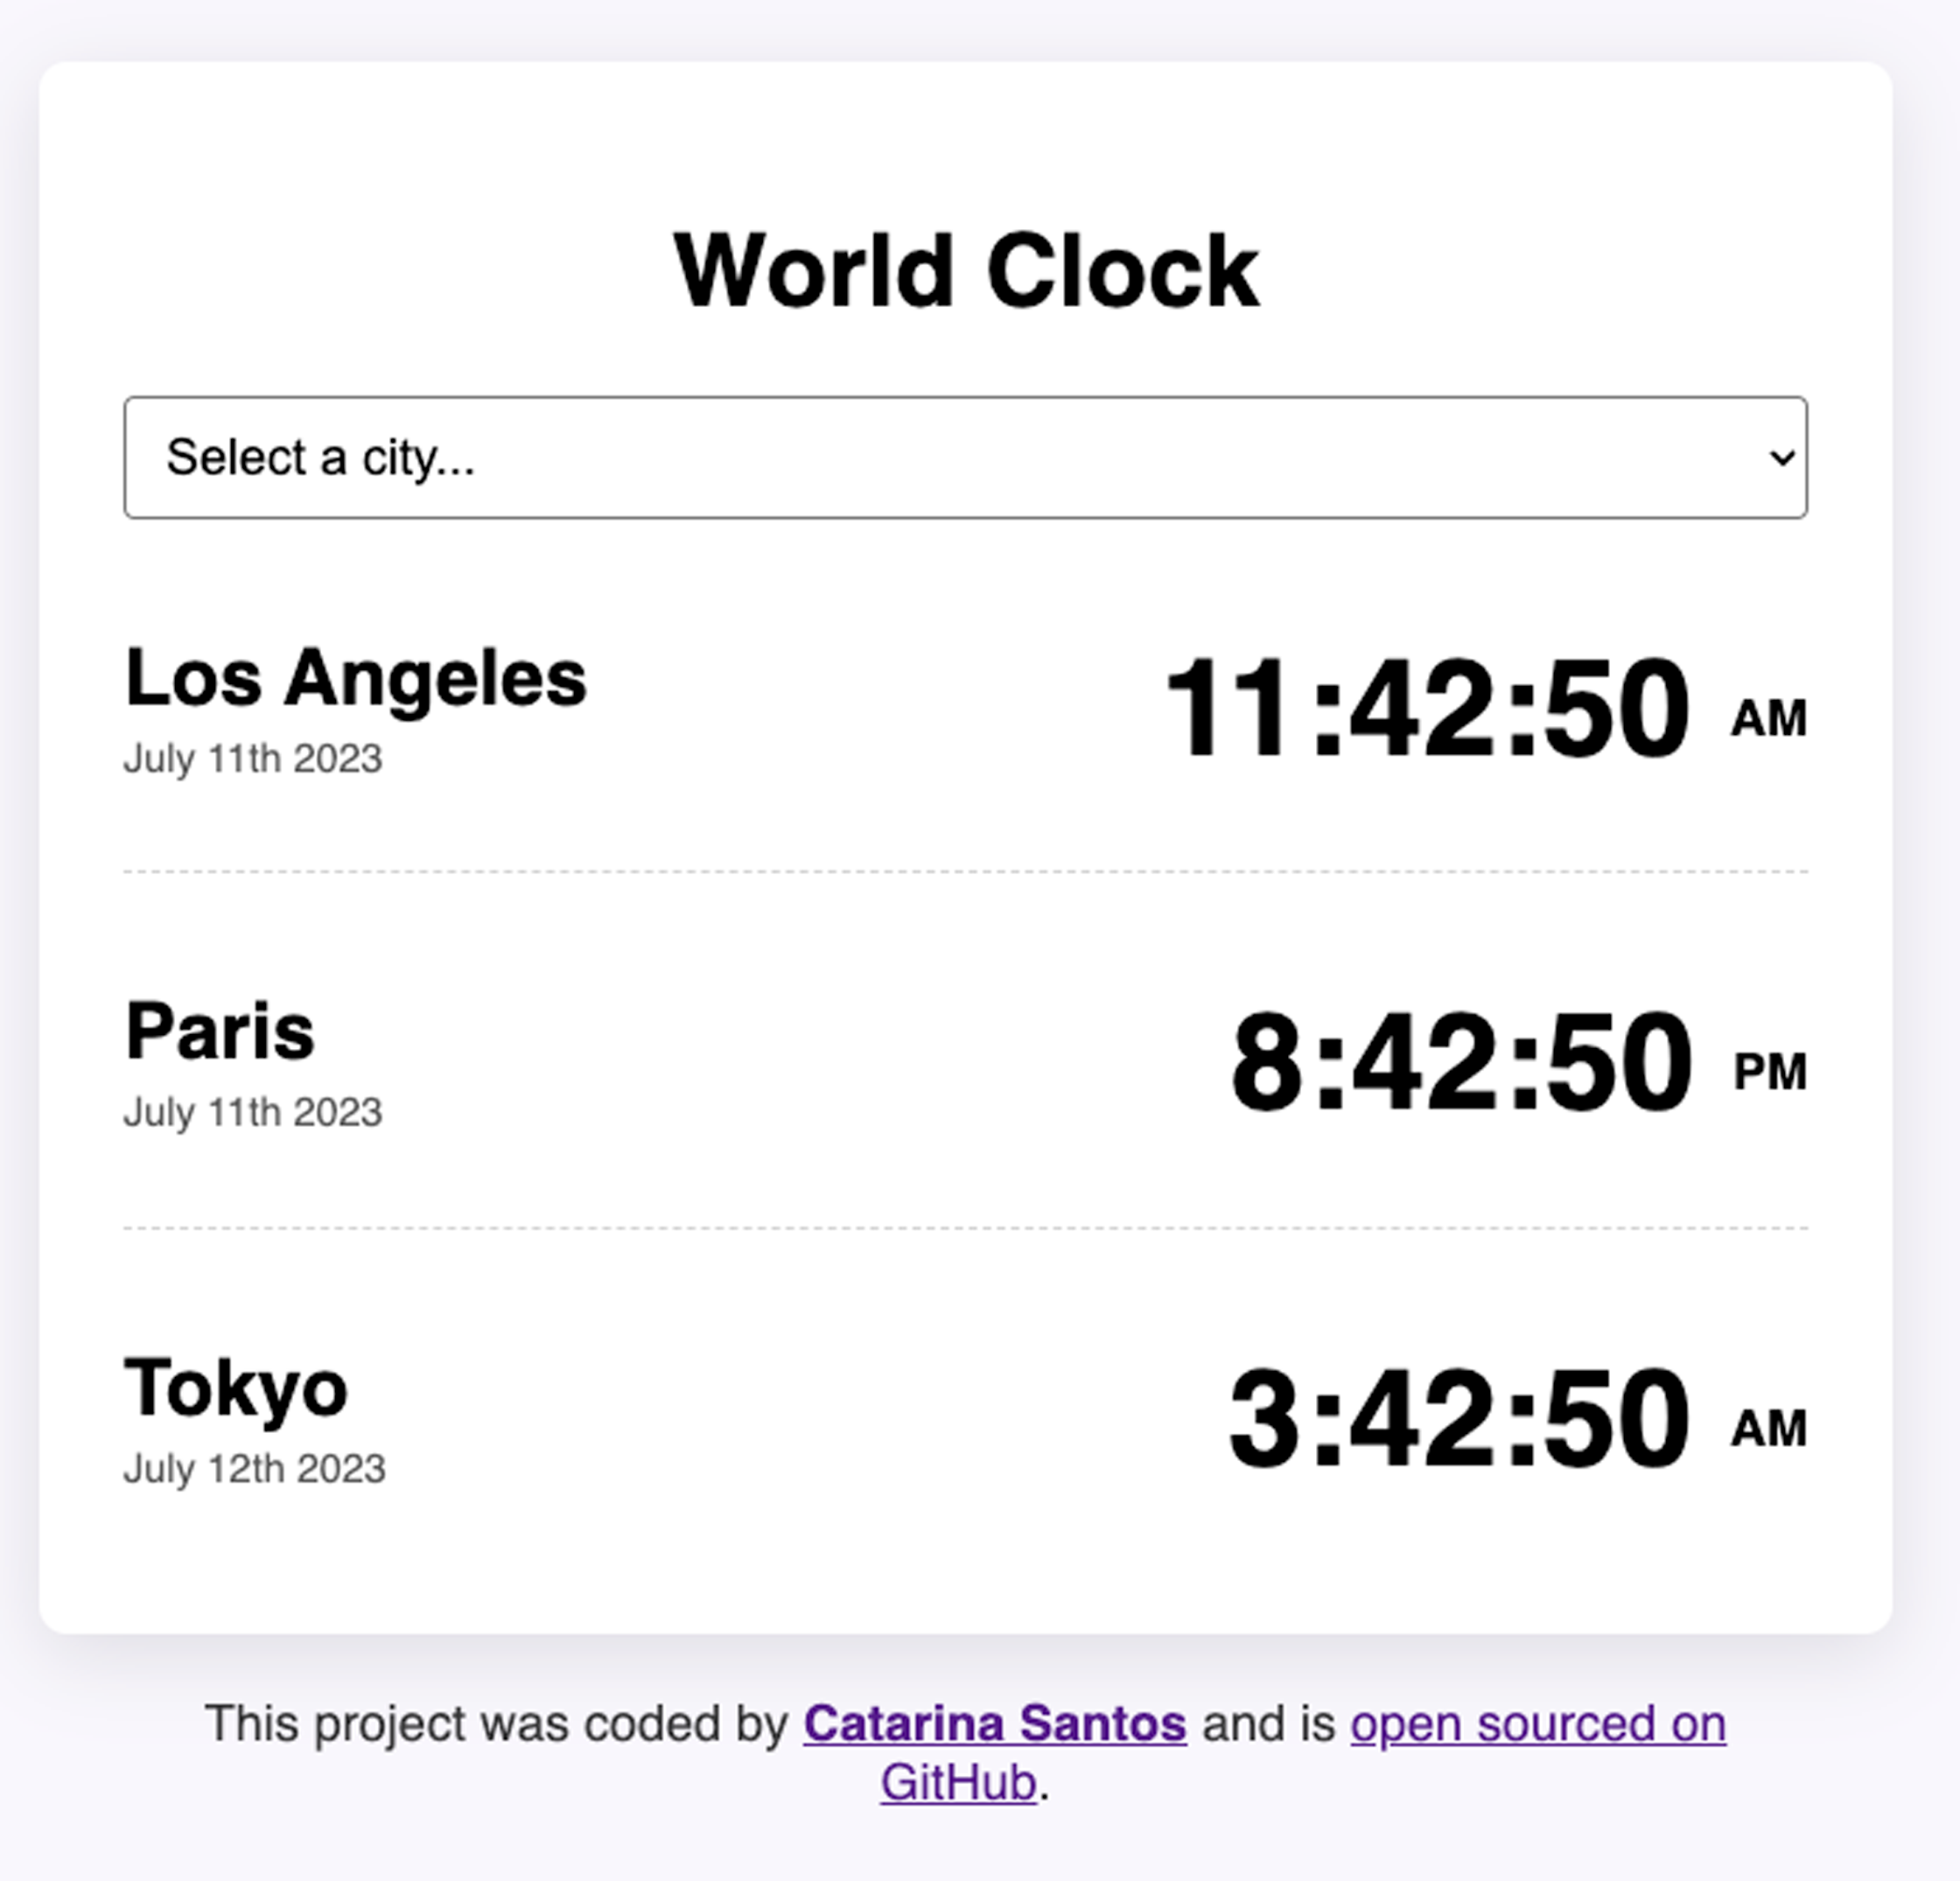 World Clock
Select a city...
Los Angeles
11:42:50 AM
July 11th 2023
Paris
8:42:50 PM
July 11th 2023
Tokyo
3:42:50 AM
July 12th 2023
This project was coded by Catarina Santos and is open sourced on
GitHub.